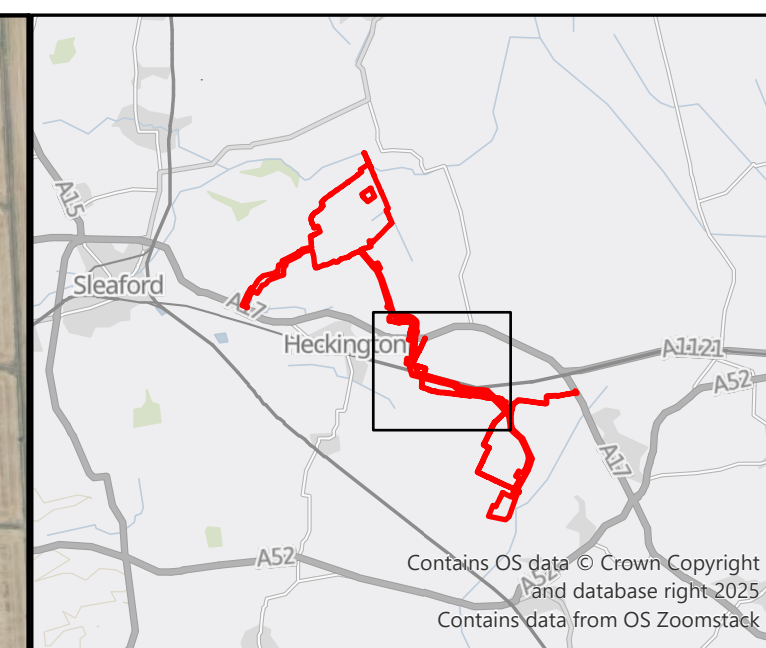 A15
Sleaford
A17
Heckington
A1121
A52
A17
A52
A52
Contains OS data © Crown Copyright
and database right 2025
Contains data from OS Zoomstack